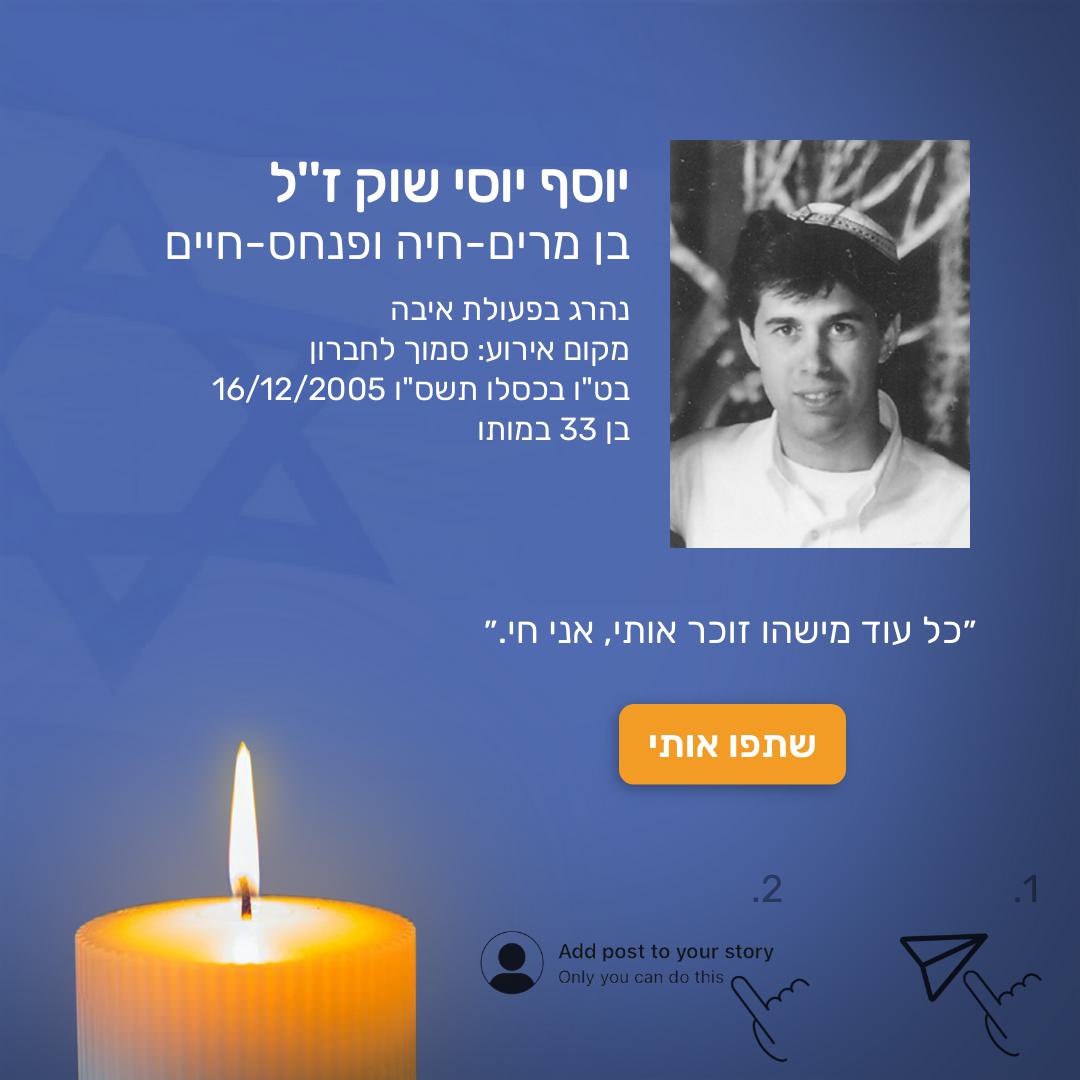 יוסף יוסי שוק ז"ל
בן מרים-חיה ופנחס-חיים
נהרג בפעולת איבה
מקום אירוע: סמוך לחברון
בט"ו בכסלו תשס"ו 16/12/2005
בן 33 במותו
״כל עוד מישהו זוכר אותי, אני חי.״
שתפו אותי
.1
.2
Add post to your story
Only you can do this